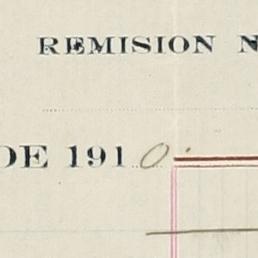 REMISION N
DE 1910.